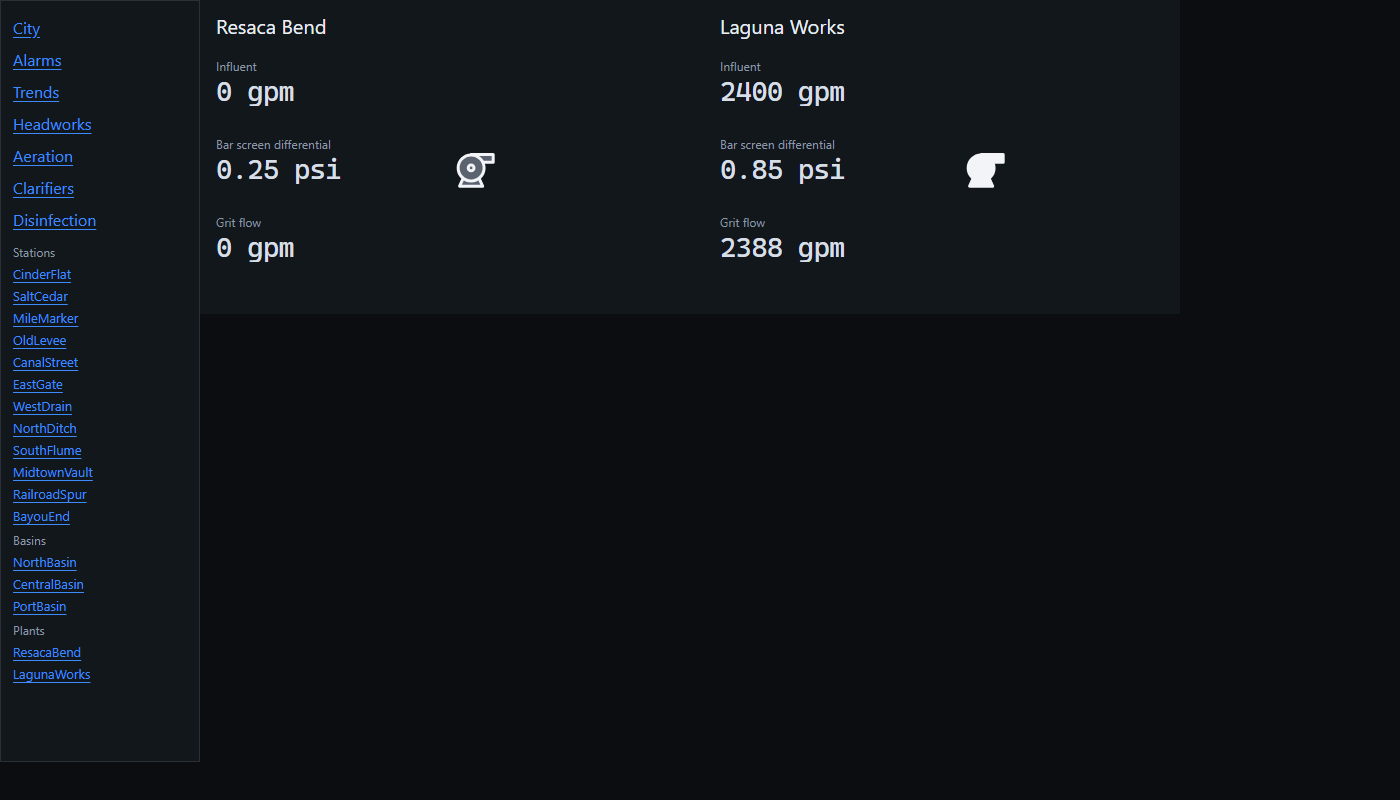 City
Alarms
Trends
Headworks
Aeration
Clarifiers
Disinfection
Stations
CinderFlat
SaltCedar
MileMarker
OldLevee
CanalStreet
EastGate
WestDrain
NorthDitch
SouthFlume
MidtownVault
RailroadSpur
BayouEnd
Basins
NorthBasin
CentralBasin
PortBasin
Plants
ResacaBend
LagunaWorks
Resaca Bend
Influent
0 gpm
Bar screen differential
0.25 psi
Grit flow
0 gpm
Laguna Works
Influent
2400 gpm
Bar screen differential
0.85 psi
Grit flow
2388 gpm